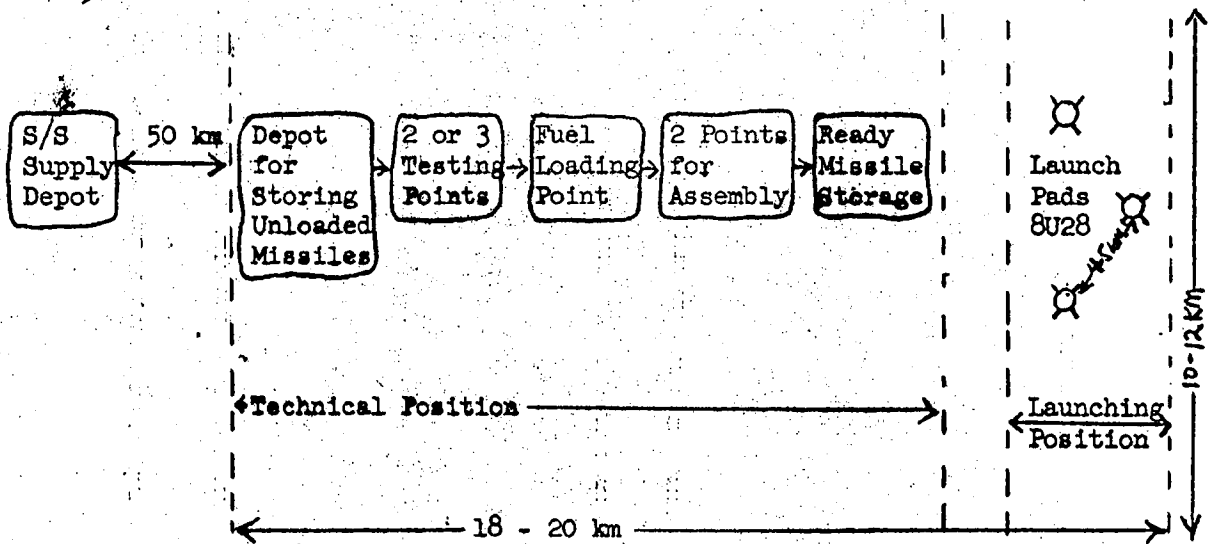 S/S
Supply
Depot
50 km
Depot
for
Storing
Unloaded
Missiles
2 or 3
Testing
Points
Fuel
Loading
Point
2 Points
for
Assembly
Ready
Missile
Storage
Launch
Pads
8U28
10-12 KM
Technical Position
Launching
Position
18 - 20 km